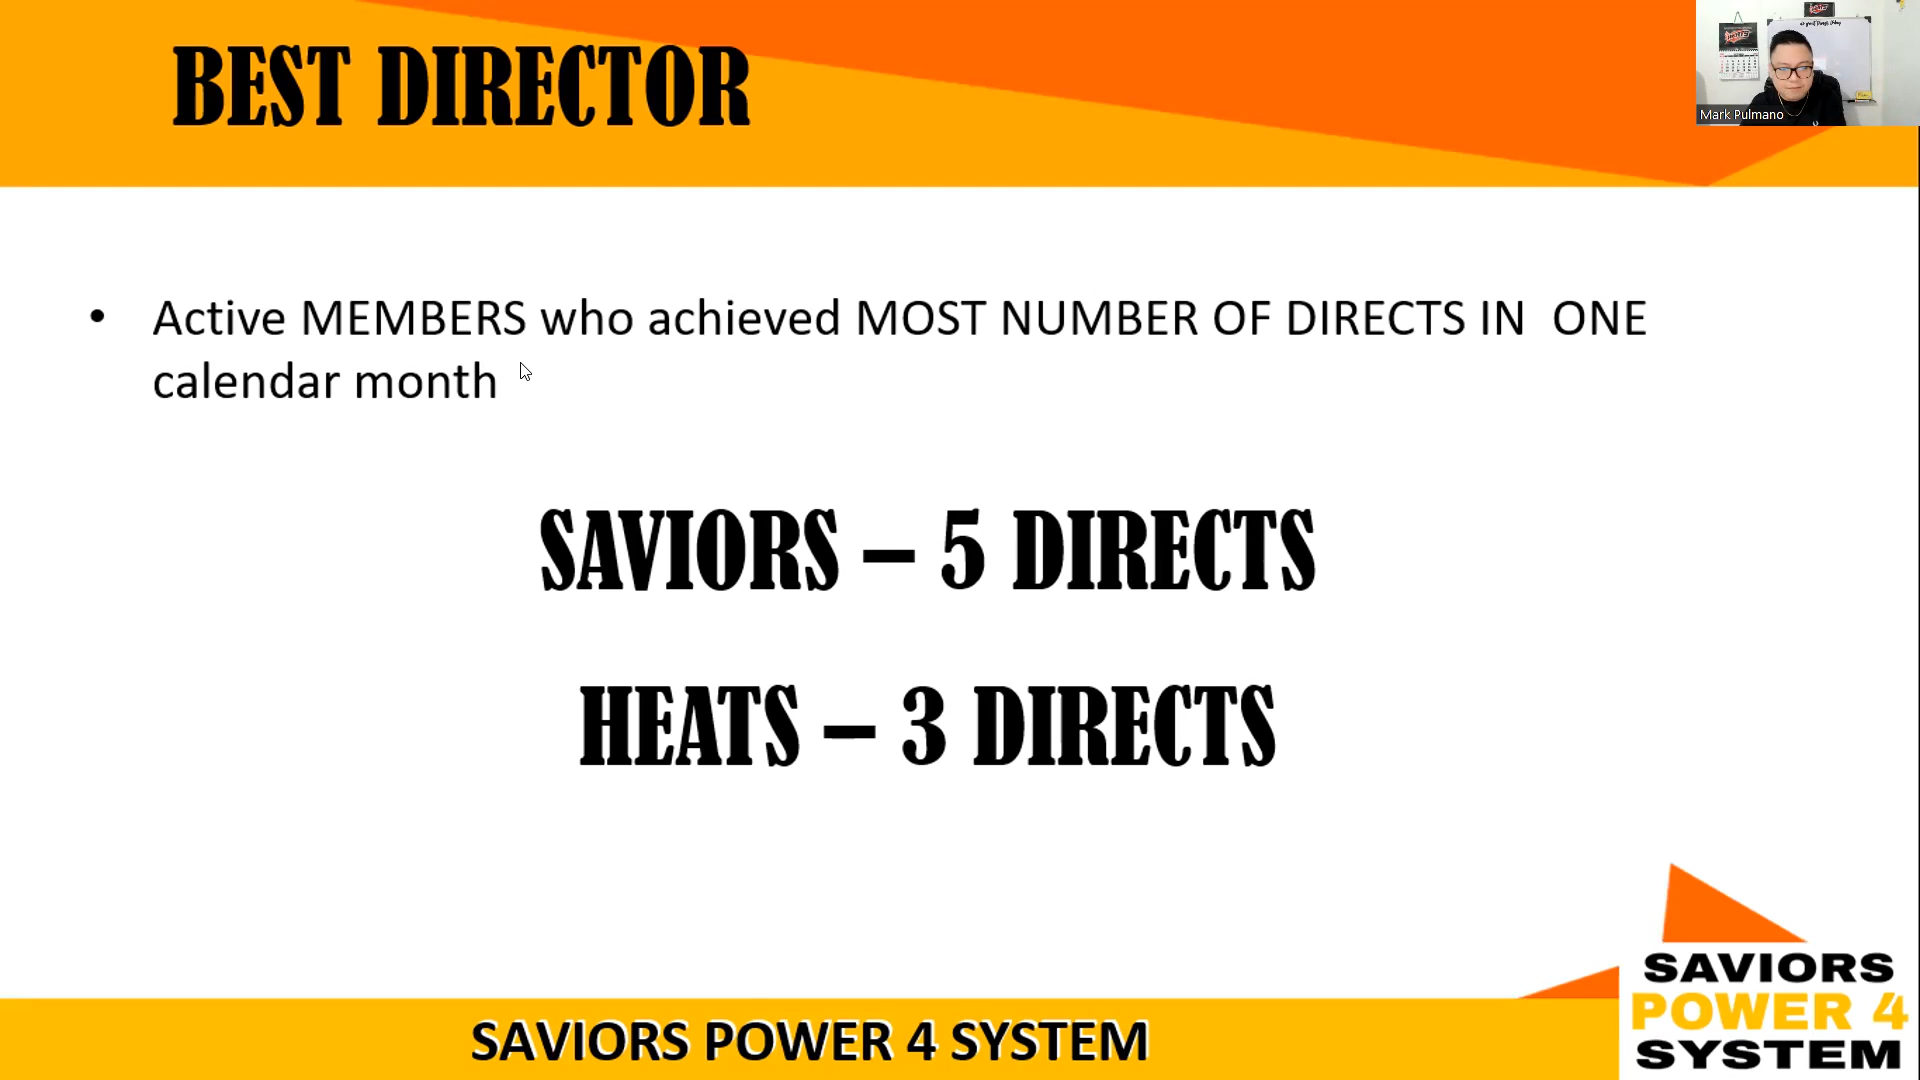 BEST DIRECTOR
Mark Pulmano
• Active MEMBERS who achieved MOST NUMBER OF DIRECTS IN ONE
calendar month
SAVIORS – 5 DIRECTS
HEATS – 3 DIRECTS
SAVIORS POWER 4 SYSTEM
SAVIORS
POWER 4
SYSTEM